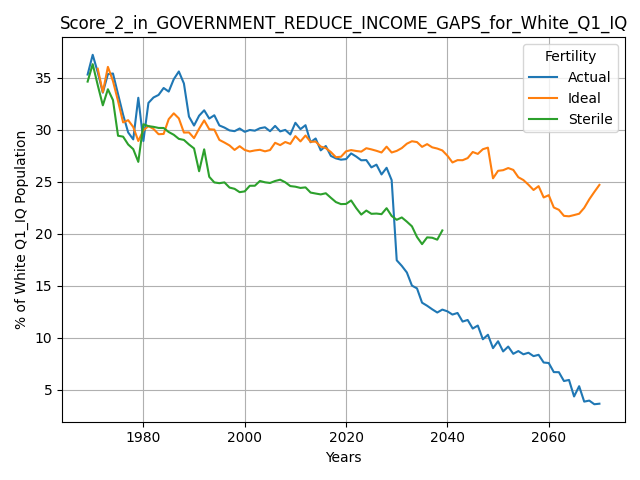 Score_2_in_GOVERNMENT_REDUCE_INCOME_GAPS_for_White_Q1_IQ
Fertility
Actual
Ideal
Sterile
% of White Q1_IQ Population
35
30
25
20
15
10
5
1980
2000
2020
2040
2060
Years